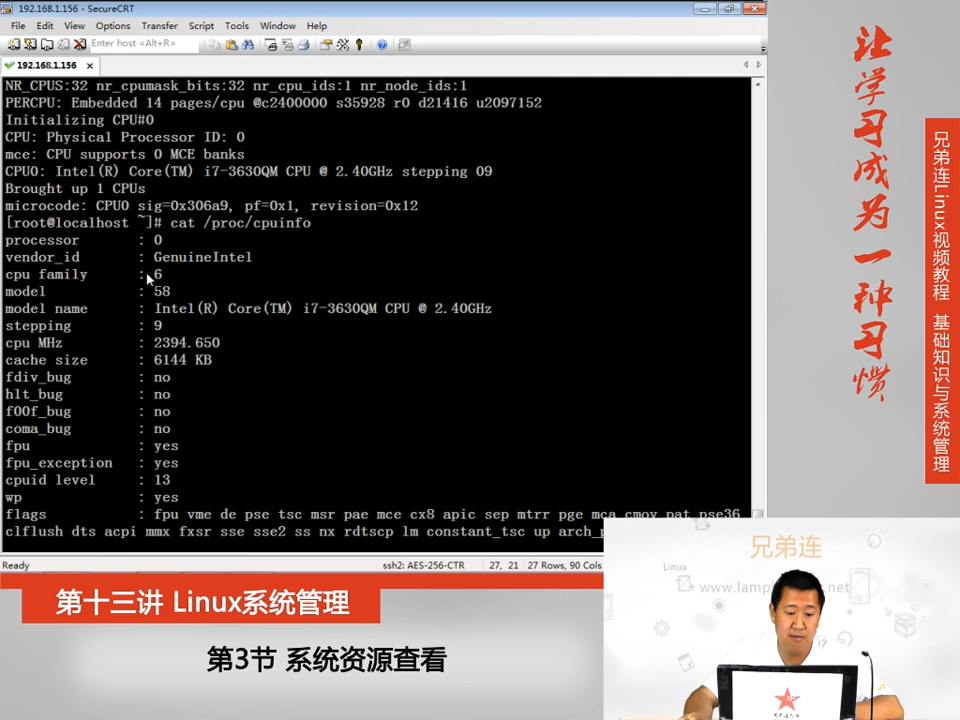 192.168.1.156 - SecureCRT
File Edit View Options Transfer Script Tools Window Help
Enter host <Alt+R>
192.168.1.156
NR_CPUS:32 nr_cpumask_bits:32 nr_cpu_ids:1 nr_node_ids:1
PERCPU: Embedded 14 pages/cpu @c2400000 s35928 r0 d21416 u2097152
Initializing CPU#0
CPU: Physical Processor ID: 0
mce: CPU supports 0 MCE banks
CPU0: Intel(R) Core(TM) i7-3630QM CPU @ 2.40GHz stepping 09
Brought up 1 CPUs
microcode: CPU0 sig=0x306a9, pf=0x1, revision=0x12
[root@localhost ~]# cat /proc/cpuinfo
processor : 0
vendor_id : GenuineIntel
cpu family : 6
model : 58
model name : Intel(R) Core(TM) i7-3630QM CPU @ 2.40GHz
stepping : 9
cpu MHz : 2394.650
cache size : 6144 KB
fdiv_bug : no
hlt_bug : no
f00f_bug : no
coma_bug : no
fpu : yes
fpu_exception : yes
cpuid level : 13
wp : yes
flags : fpu vme de pse tsc msr pae mce cx8 apic sep mtrr pge mca cmov pat pse36
clflush dts acpi mmx fxsr sse sse2 ss nx rdtscp lm constant_tsc up
Ready
ssh2: AES-256-CTR 27, 21 27 Rows, 90 Cols
第十三讲 Linux系统管理
第3节 系统资源查看
让学习成为一种习惯
兄弟连Linux视频教程 基础知识与系统管理
兄弟连
Linux